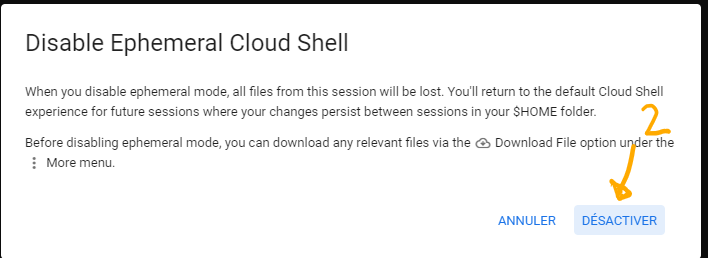 Disable Ephemeral Cloud Shell
When you disable ephemeral mode, all files from this session will be lost. You'll return to the default Cloud Shell
experience for future sessions where your changes persist between sessions in your $HOME folder.
2
Before disabling ephemeral mode, you can download any relevant files via the Download File option under the
More menu.
ANNULER DÉSACTIVER